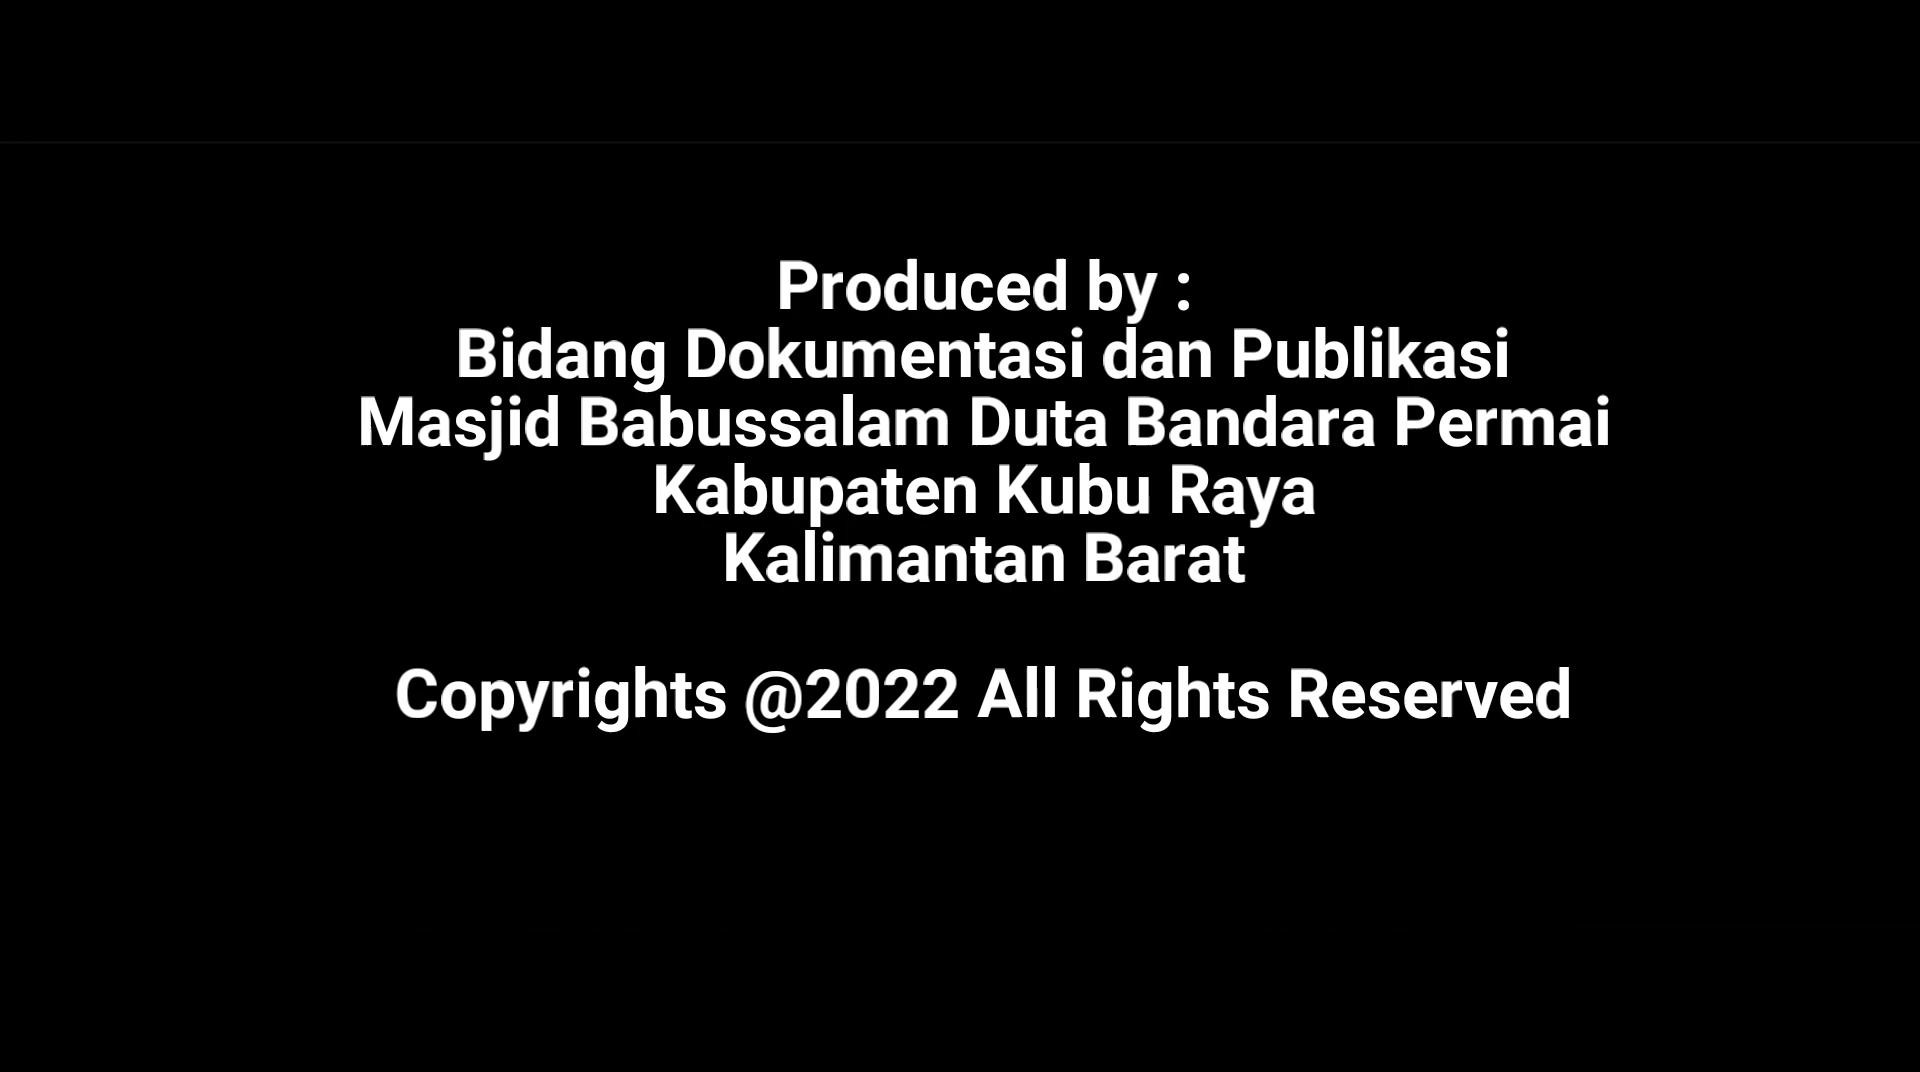 Produced by :
Bidang Dokumentasi dan Publikasi
Masjid Babussalam Duta Bandara Permai
Kabupaten Kubu Raya
Kalimantan Barat
Copyrights @2022 All Rights Reserved